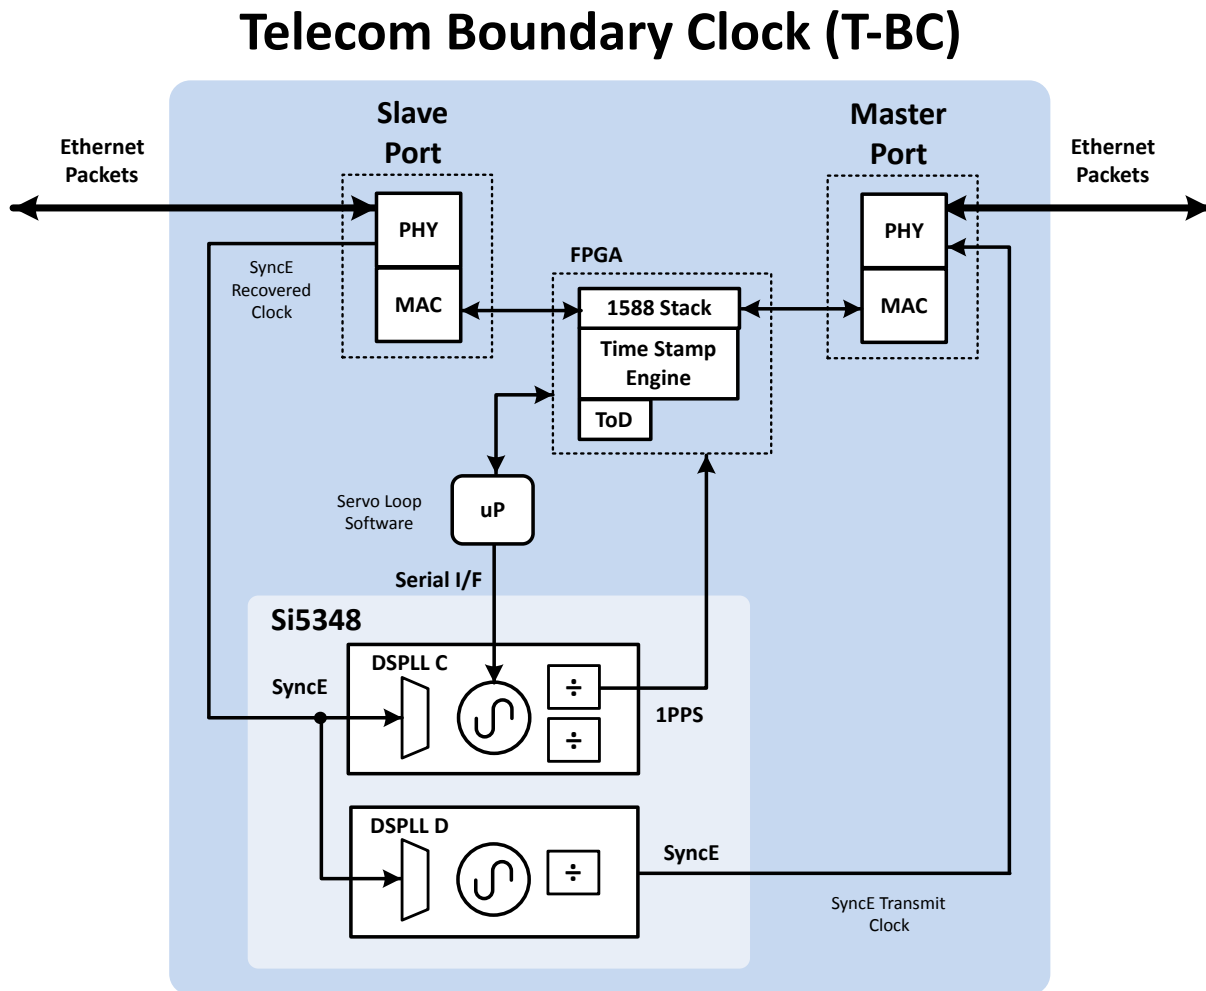 Telecom Boundary Clock (T-BC)
Slave
Port
Master
Port
Ethernet
Packets
Ethernet
Packets
PHY
MAC
PHY
MAC
SyncE
Recovered
Clock
FPGA
1588 Stack
Time Stamp
Engine
ToD
Servo Loop
Software
uP
Serial I/F
Si5348
DSPLL C
SyncE
÷
÷
1PPS
DSPLL D
÷
SyncE
SyncE Transmit
Clock